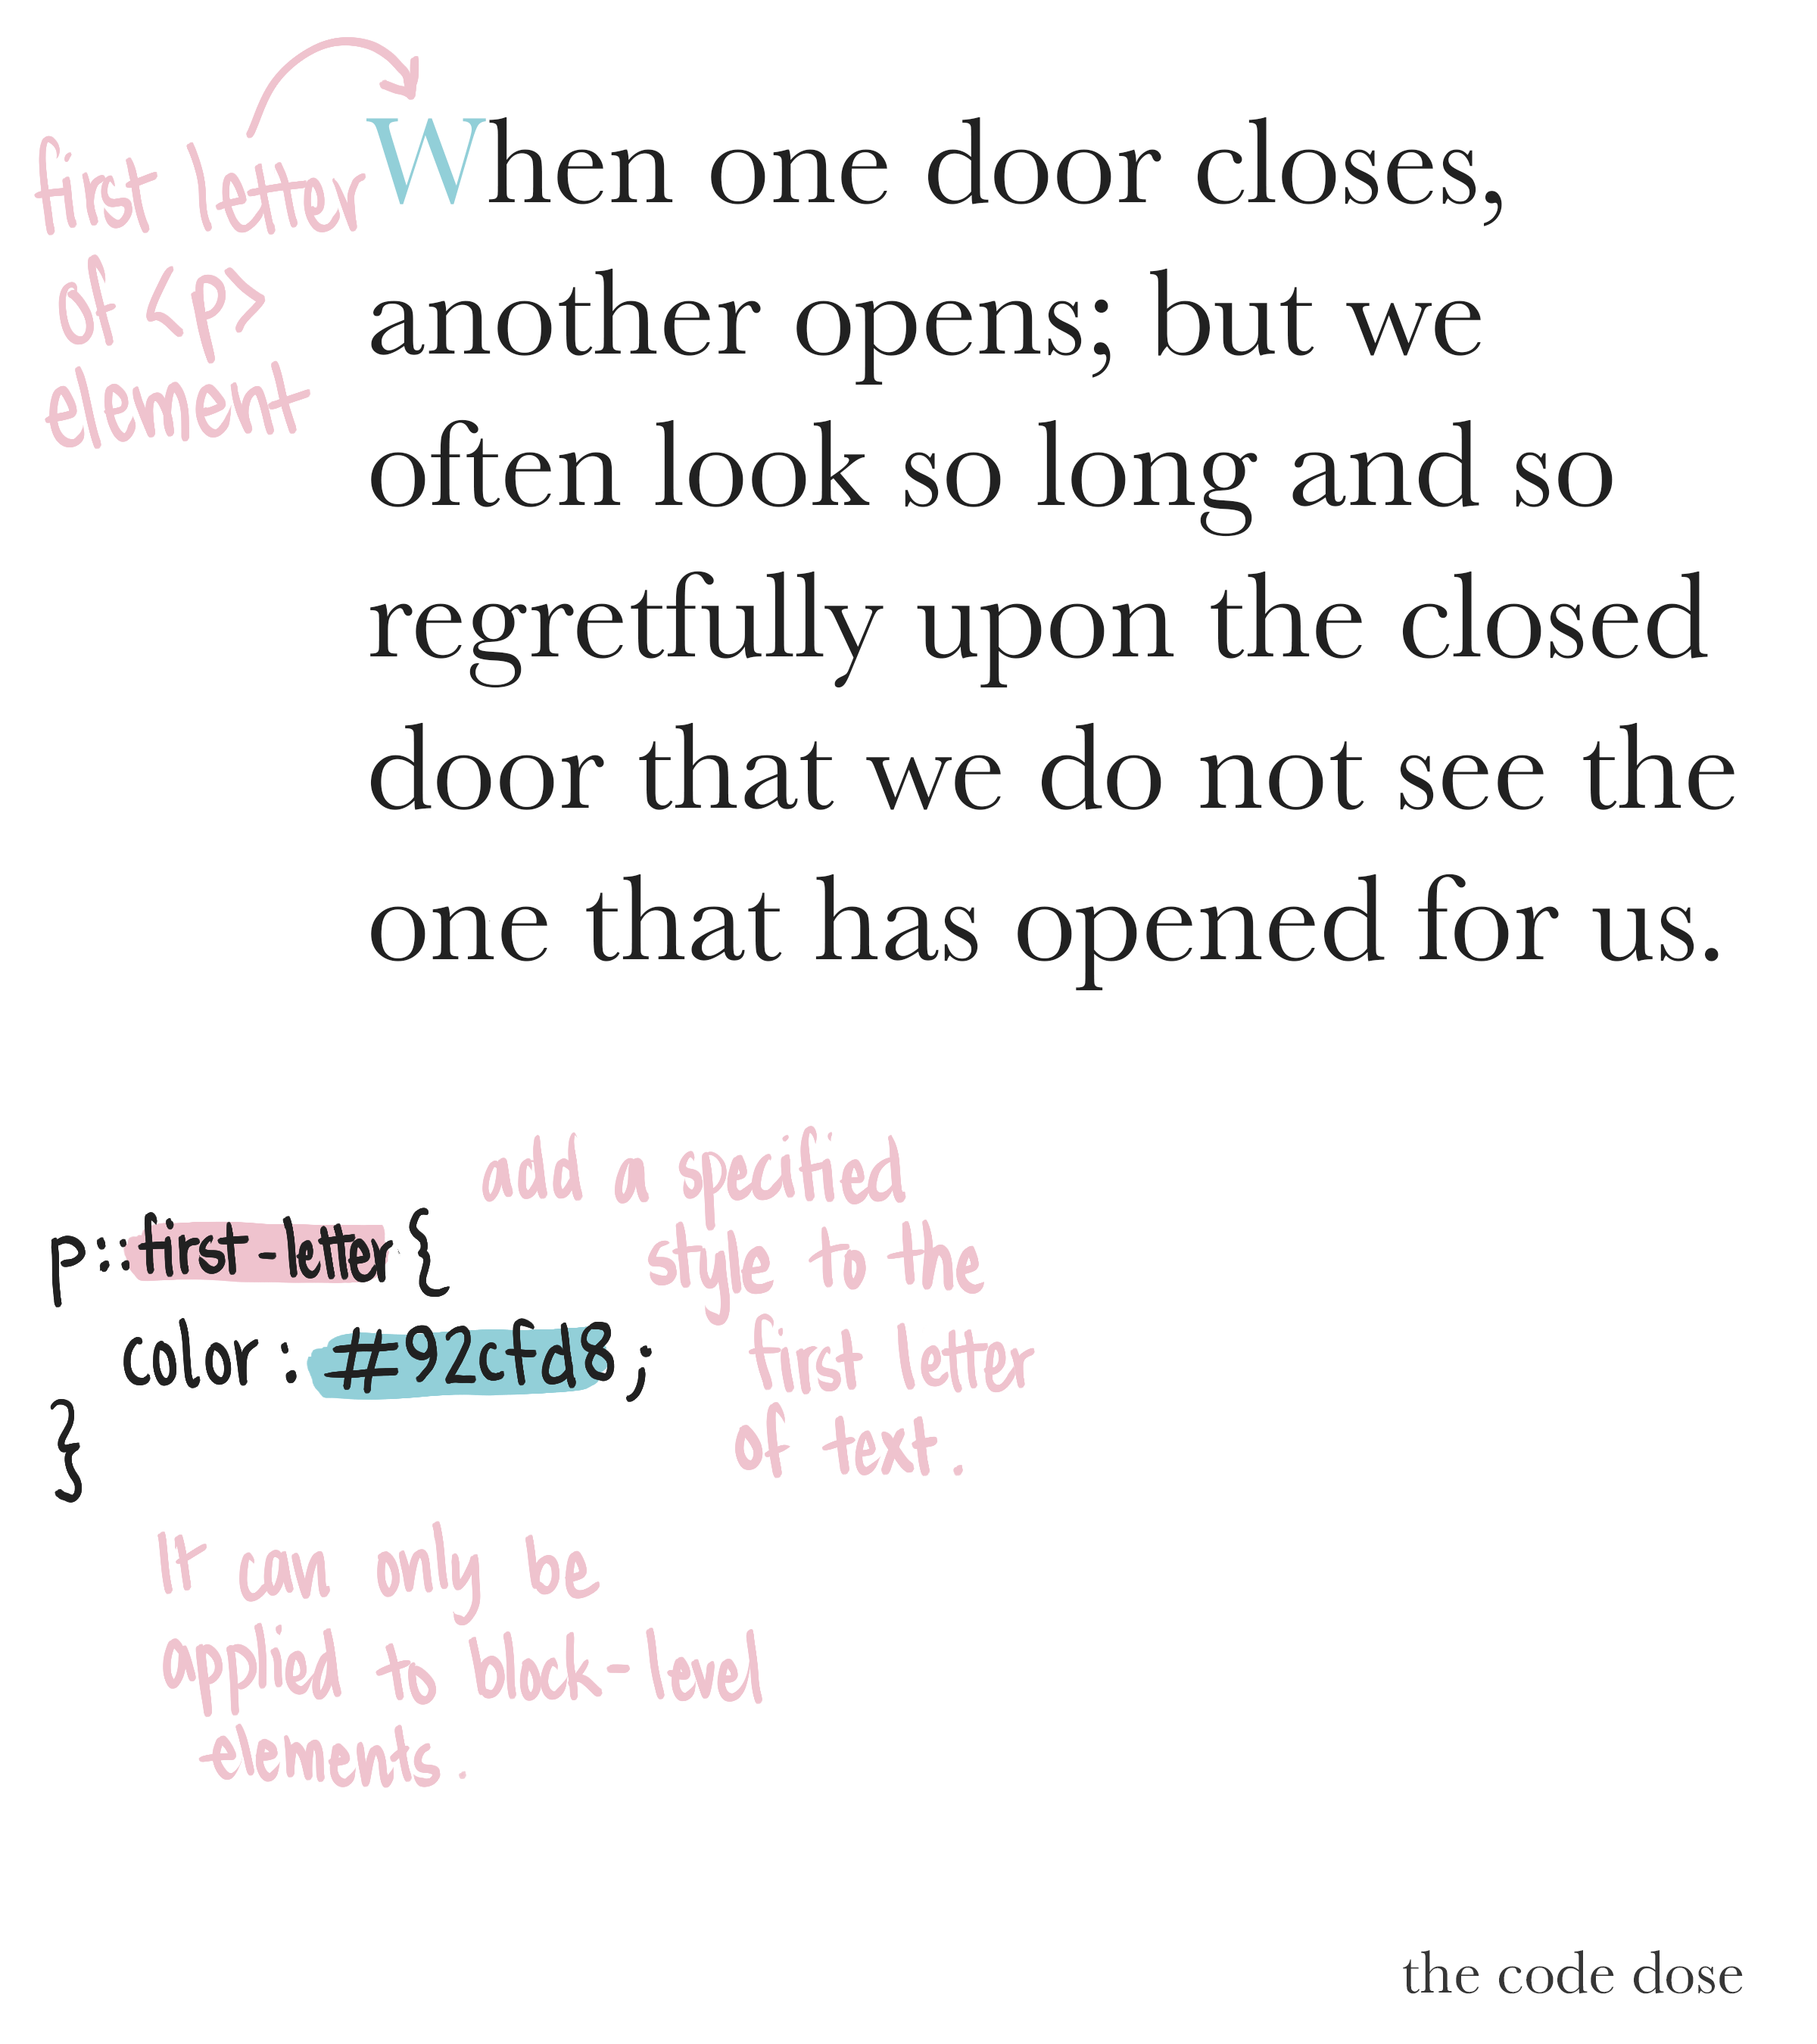 first letter
of <p>
element
When one door closes,
another opens; but we
often look so long and so
regretfully upon the closed
door that we do not see the
one that has opened for us.
p::first-letter{
color: #92cfd8;
}
add a specified
style to the
first letter
of text.
It can only be
applied to block-level
elements.
the code dose